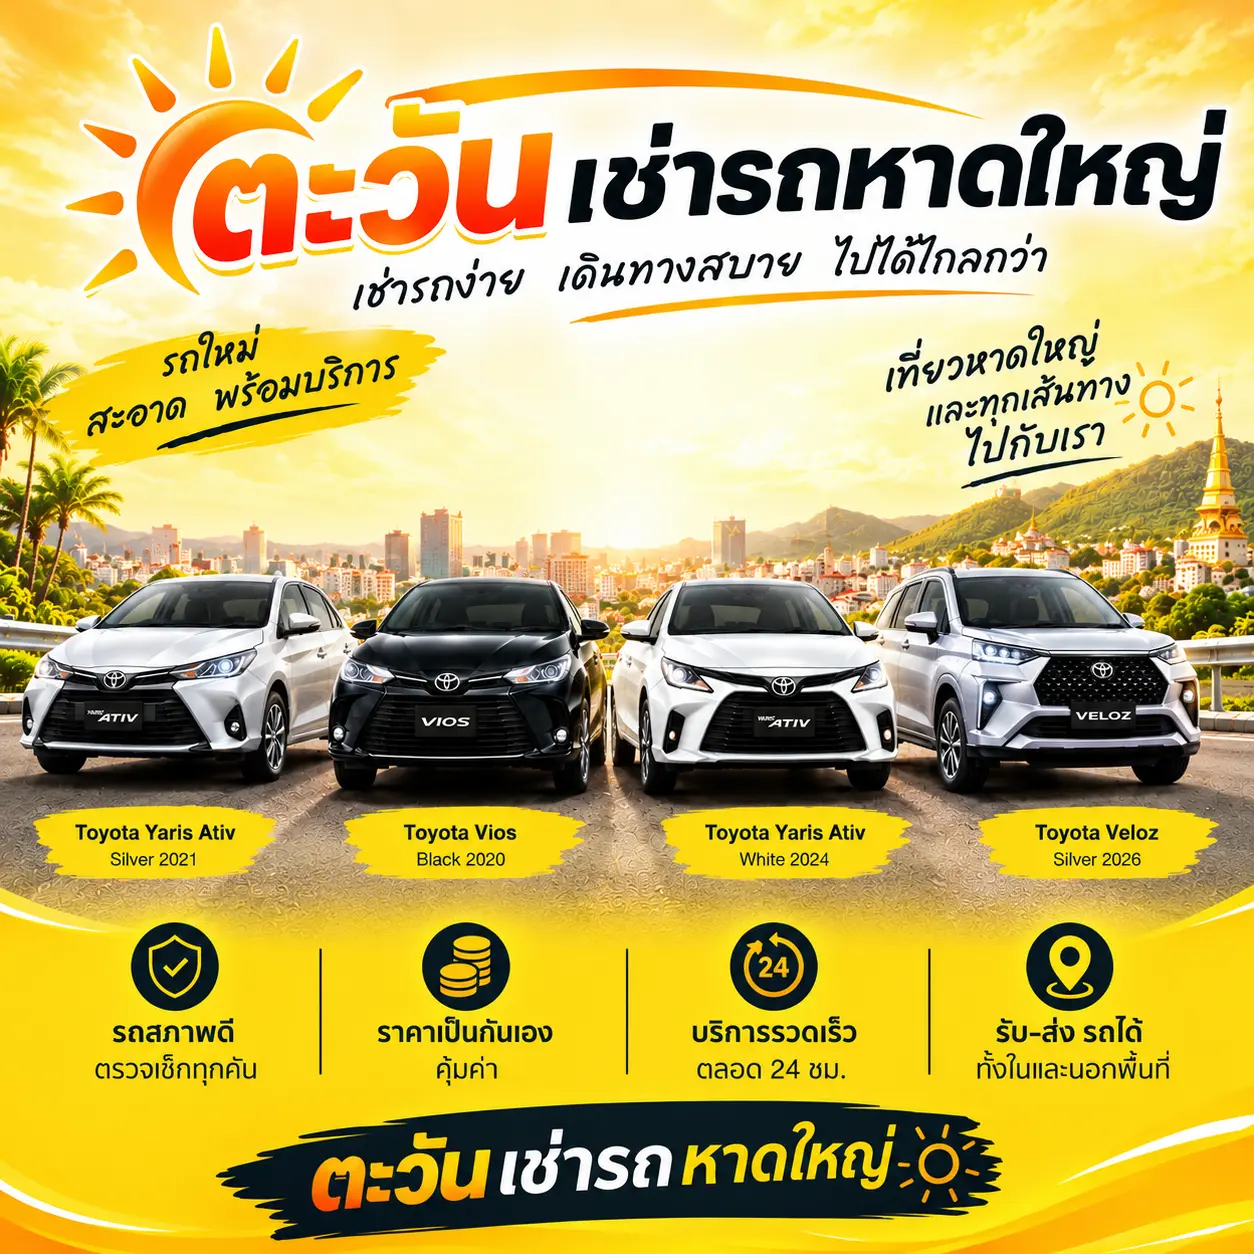 ตะวัน เช่ารถหาดใหญ่
เช่ารถง่าย เดินทางสบาย ไปได้ไกลกว่า
รถใหม่
สะอาด พร้อมบริการ
เที่ยวหาดใหญ่
และทุกเส้นทาง
ไปกับเรา
YARIS ATIV
VIOS
YARIS ATIV
VELOZ
Toyota Yaris Ativ
Silver 2021
Toyota Vios
Black 2020
Toyota Yaris Ativ
White 2024
Toyota Veloz
Silver 2026
รถสภาพดี
ตรวจเช็กทุกคัน
ราคาเป็นกันเอง
คุ้มค่า
24
บริการรวดเร็ว
ตลอด 24 ชม.
รับ-ส่ง รถได้
ทั้งในและนอกพื้นที่
ตะวัน เช่ารถ หาดใหญ่